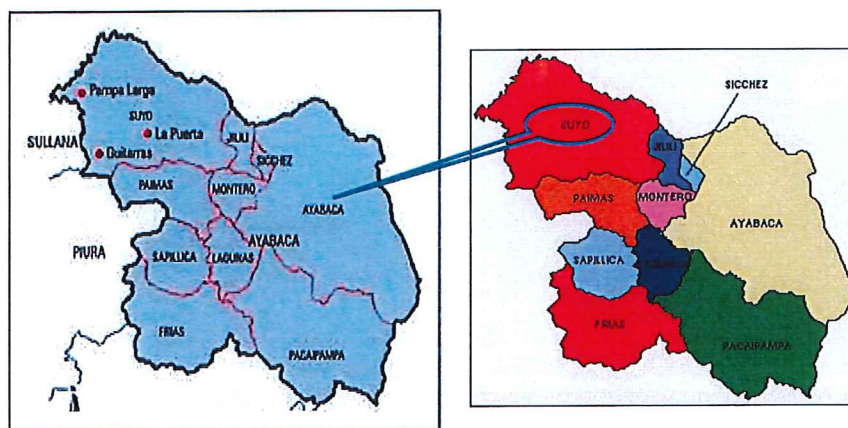 Pampa Larga
SUYO
SULLANA
La Puerta
JILILI
Guitarras
SICCHEZ
PAIMAS
MONTERO
AYABACA
AYABACA
PIURA
SAPILLICA
LAGUNAS
FRIAS
PACAIPAMPA
SICCHEZ
SUYO
JILILI
PAIMAS
MONTERO
AYABACA
SAPILLICA
FRIAS
PACAIPAMPA